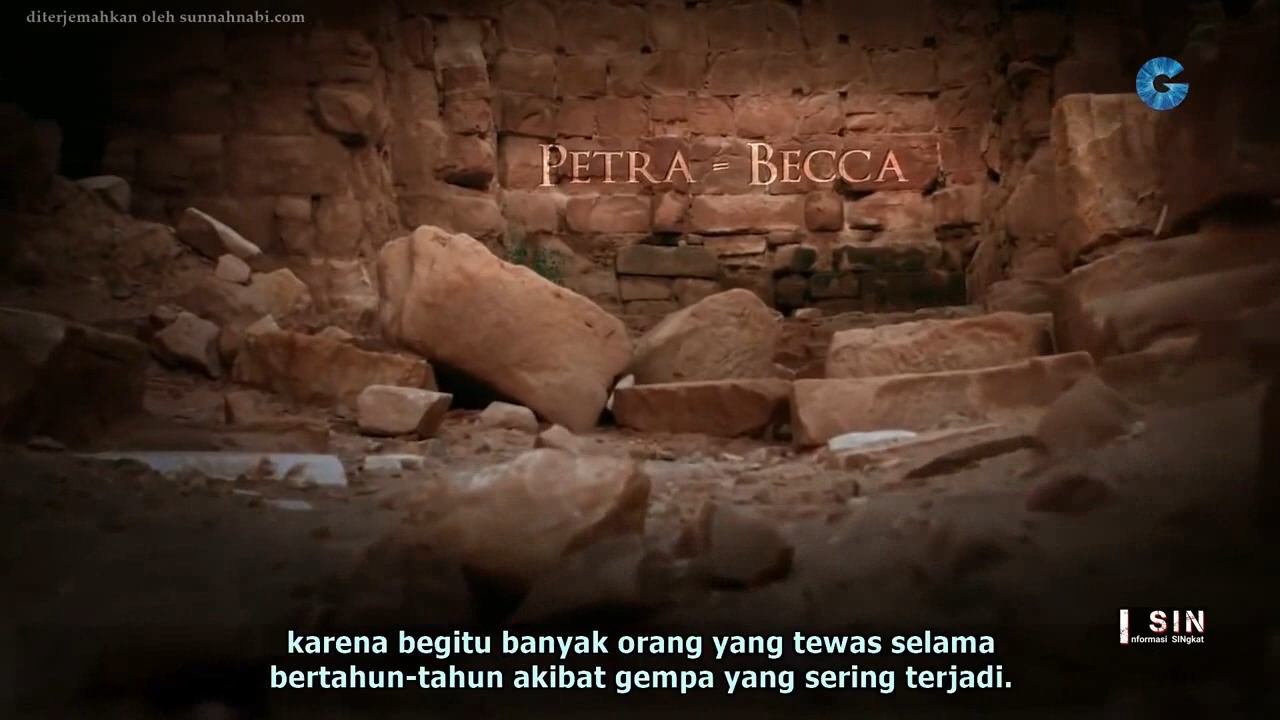 diterjemahkan oleh sunnahnabi.com
G
PETRA = BECCA
I SIN
Informasi SINgkat
karena begitu banyak orang yang tewas selama
bertahun-tahun akibat gempa yang sering terjadi.